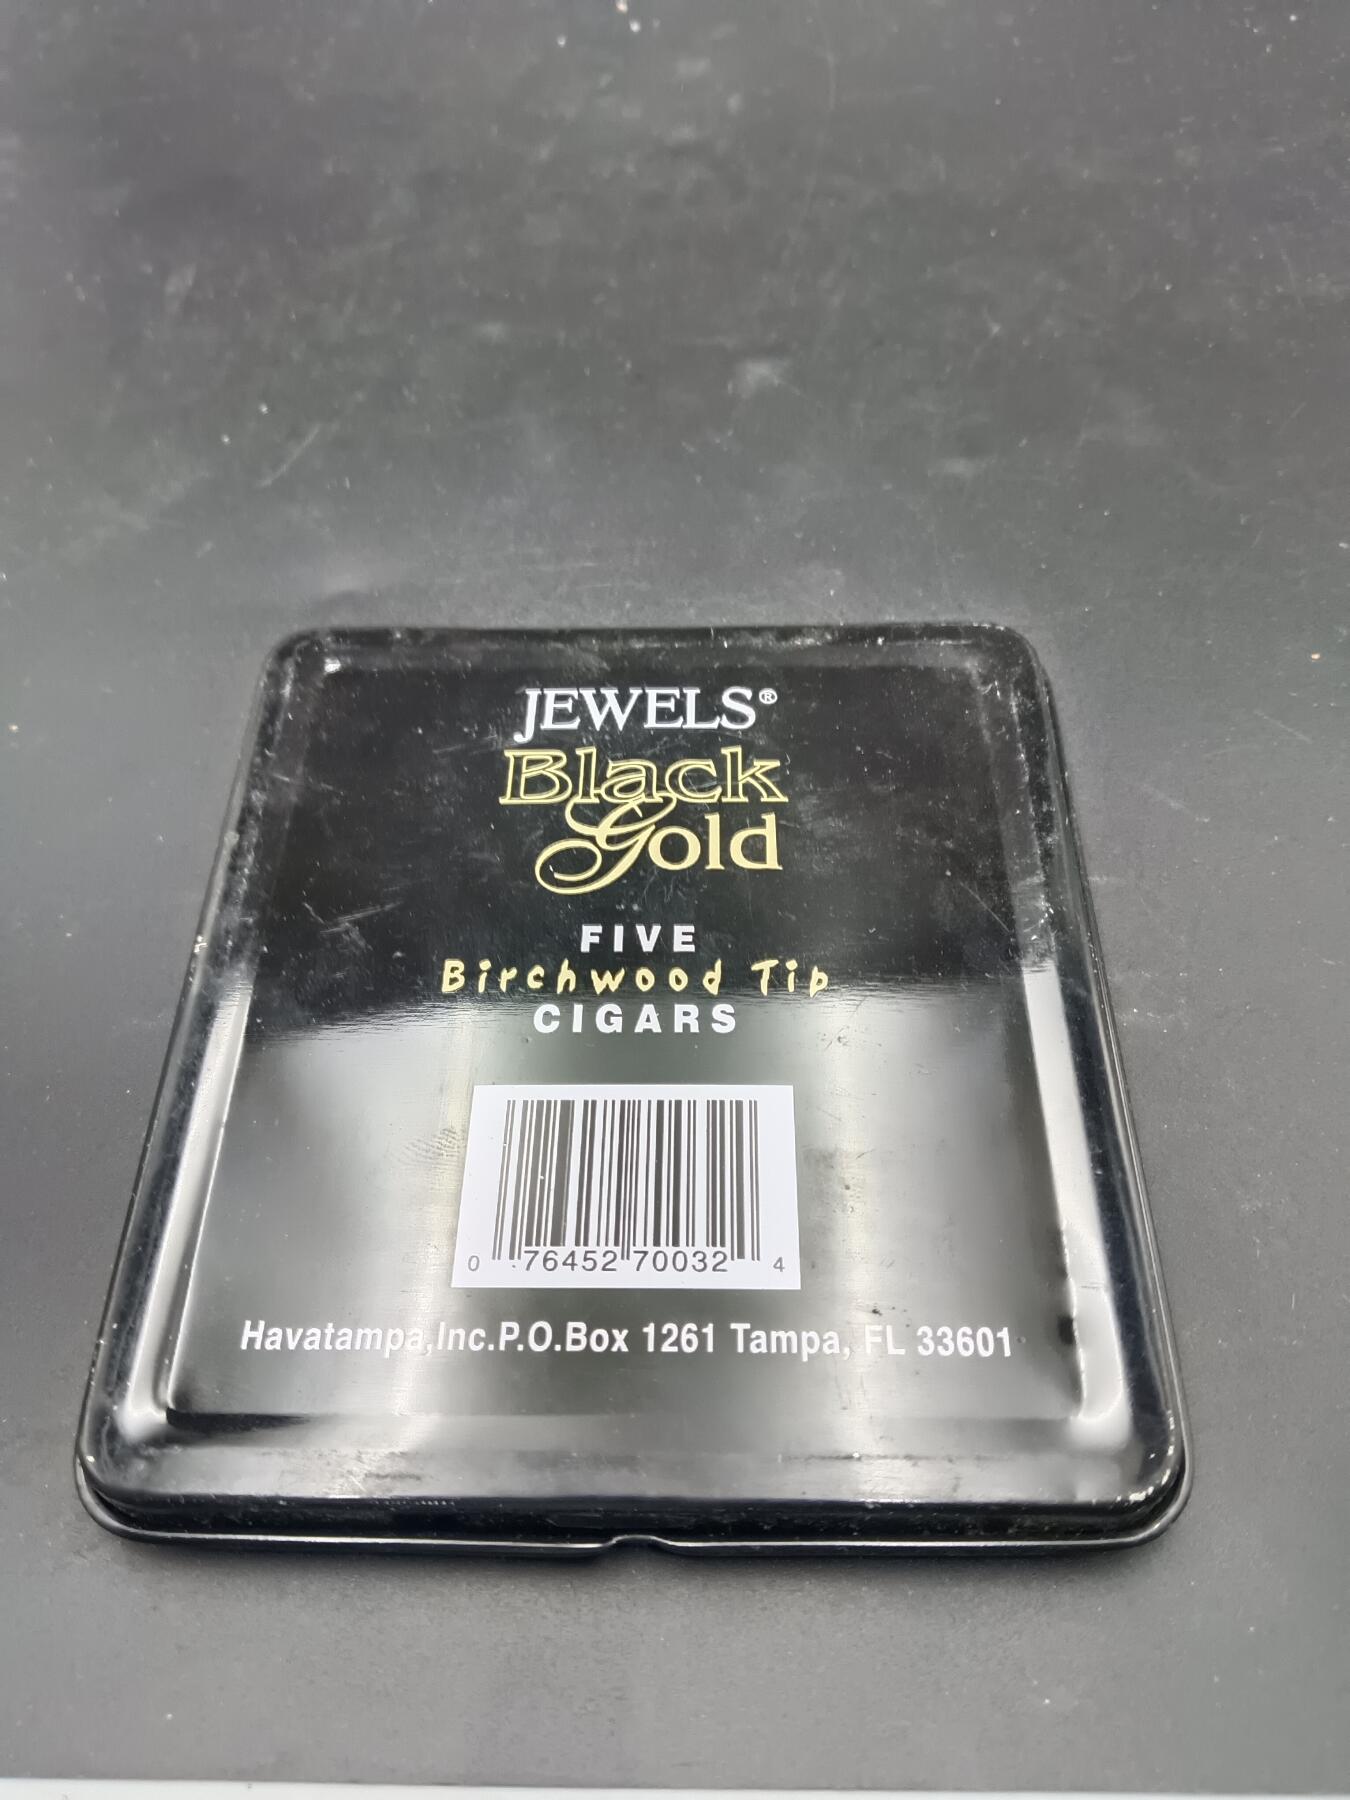 JEWELS®
Black
Gold
FIVE
Birchwood Tip
CIGARS
0 76452 70032 4
Havatampa,Inc.P.O.Box 1261 Tampa, FL 33601